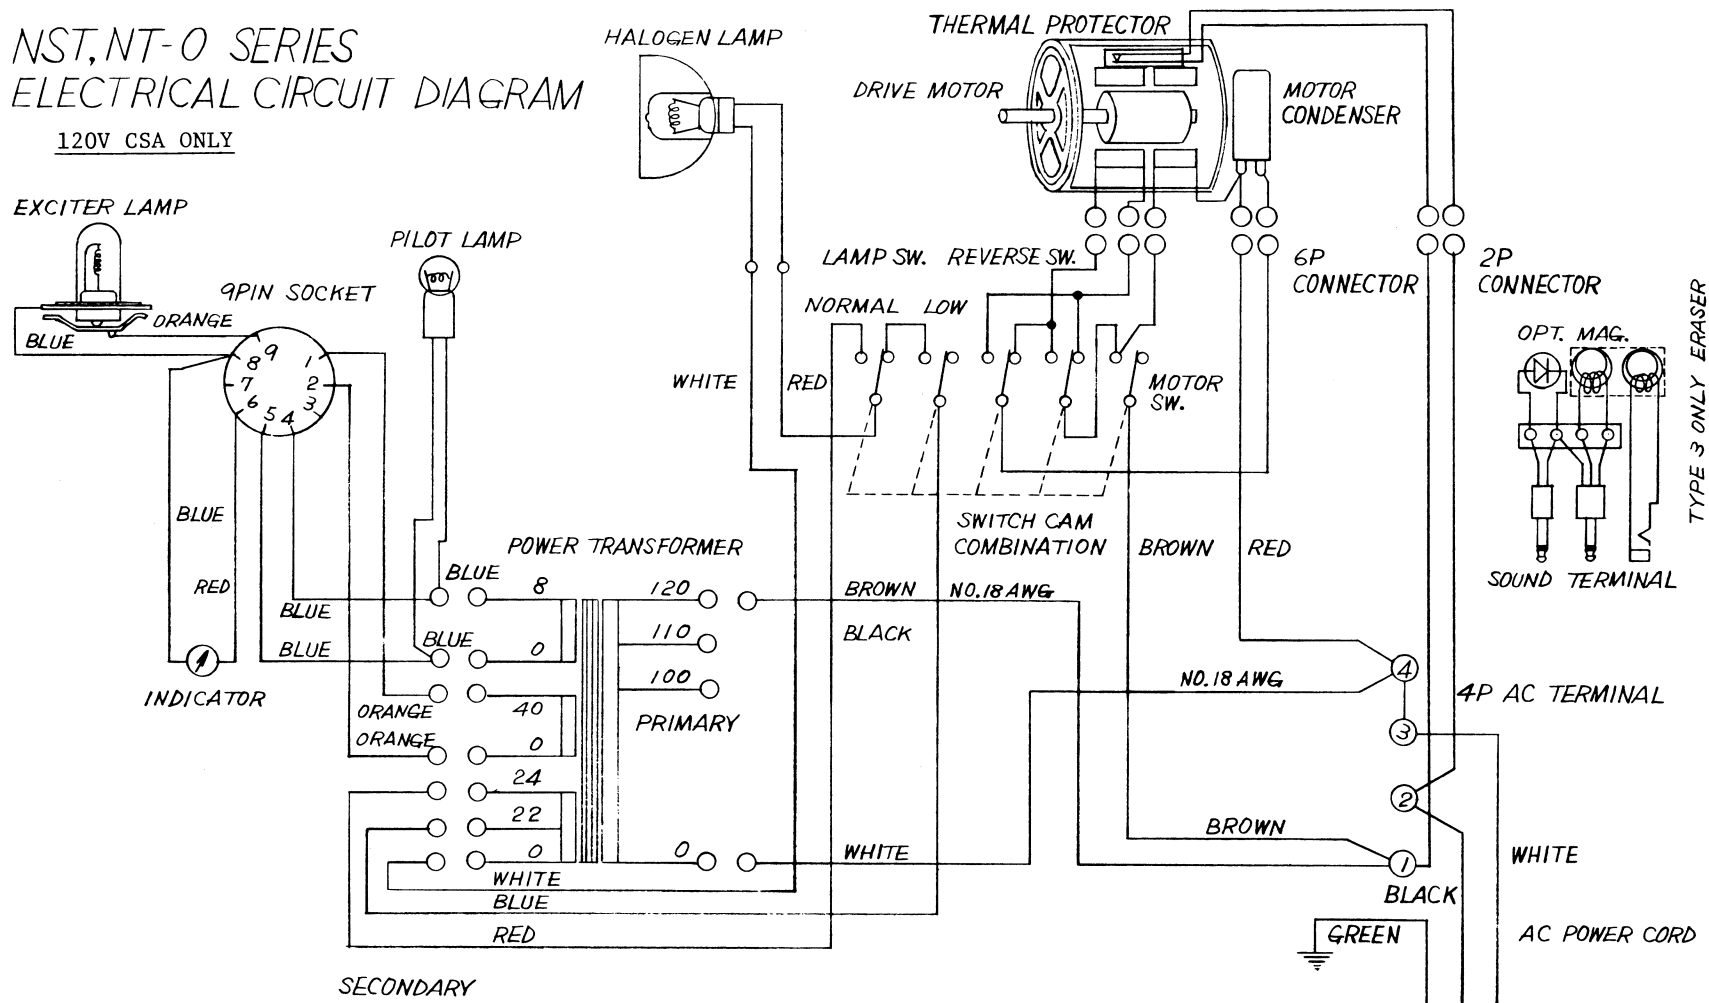 NST, NT-O SERIES
ELECTRICAL CIRCUIT DIAGRAM
120V CSA ONLY
HALOGEN LAMP
THERMAL PROTECTOR
DRIVE MOTOR
MOTOR
CONDENSER
EXCITER LAMP
PILOT LAMP
9PIN SOCKET
ORANGE
BLUE
9
8
7
6
5
4
3
2
1
LAMP SW.
REVERSE SW.
NORMAL
LOW
6P
CONNECTOR
2P
CONNECTOR
OPT. MAG.
TYPE 3 ONLY ERASER
WHITE
RED
MOTOR
SW.
BLUE
RED
SWITCH CAM
COMBINATION
BROWN
RED
SOUND TERMINAL
POWER TRANSFORMER
BLUE
8
120
BROWN
NO.18 AWG
BLUE
BLUE
BLUE
0
110
BLACK
100
INDICATOR
ORANGE
40
PRIMARY
NO.18 AWG
4
4P AC TERMINAL
ORANGE
0
3
24
22
2
0
0
WHITE
BROWN
1
WHITE
WHITE
BLACK
BLUE
RED
GREEN
AC POWER CORD
SECONDARY